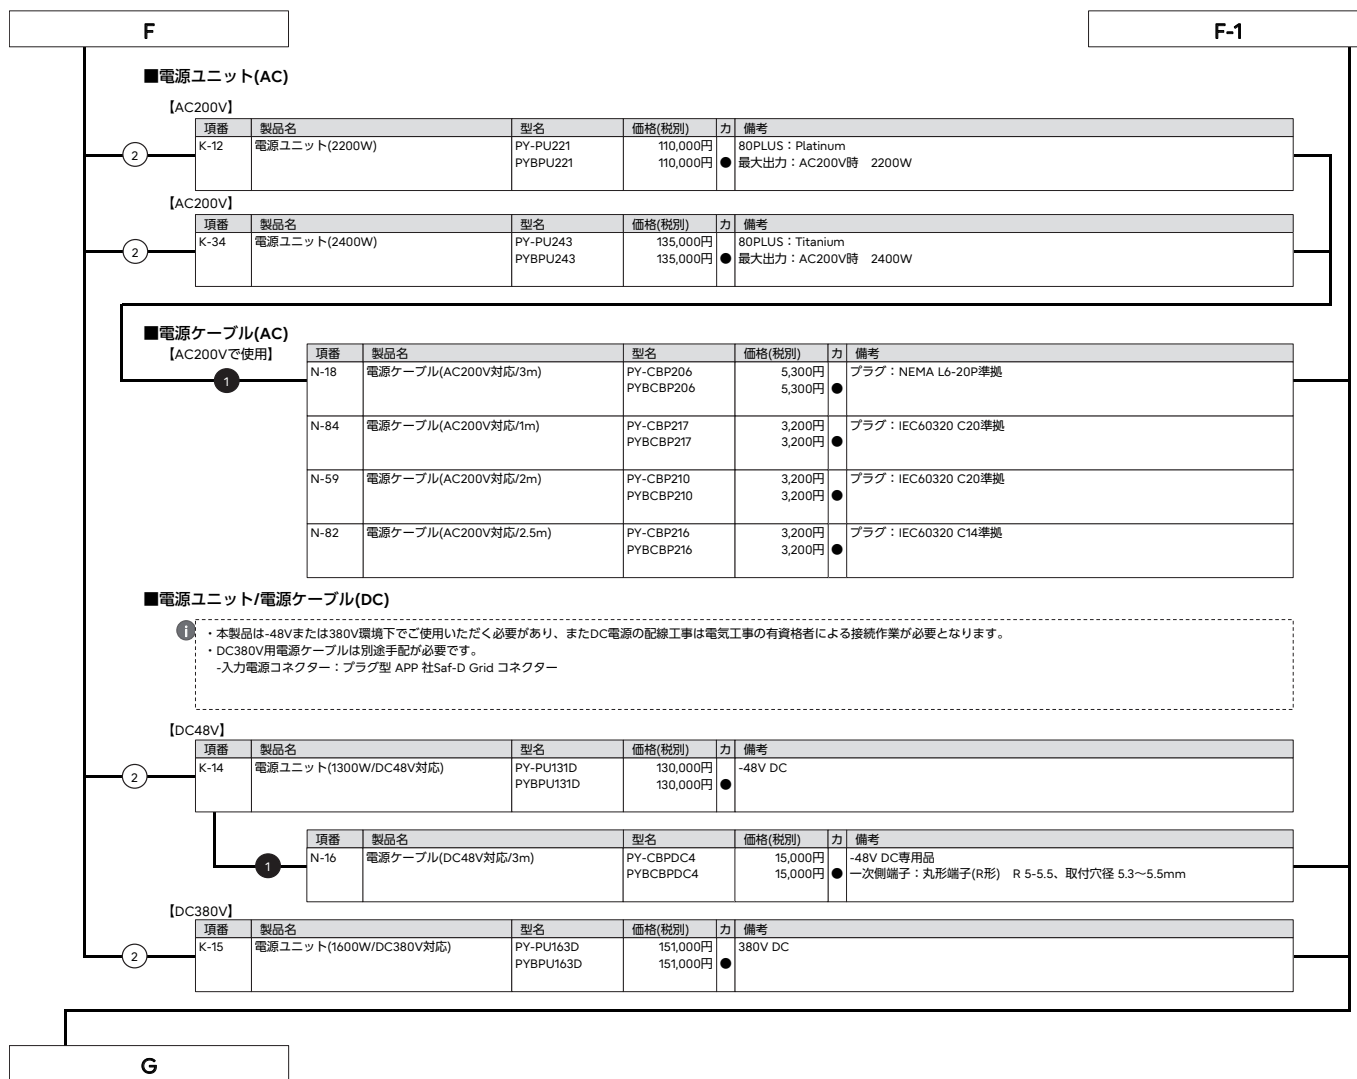 F
F-1
■電源ユニット(AC)
【AC200V】
項番 製品名 型名 価格(税別) カ 備考
K-12 電源ユニット(2200W) PY-PU221 110,000円 80PLUS：Platinum
PYBPU221 110,000円 ● 最大出力：AC200V時　2200W
2
【AC200V】
項番 製品名 型名 価格(税別) カ 備考
K-34 電源ユニット(2400W) PY-PU243 135,000円 80PLUS：Titanium
PYBPU243 135,000円 ● 最大出力：AC200V時　2400W
2
■電源ケーブル(AC)
【AC200Vで使用】
項番 製品名 型名 価格(税別) カ 備考
N-18 電源ケーブル(AC200V対応/3m) PY-CBP206 5,300円 プラグ：NEMA L6-20P準拠
1
PYBCBP206 5,300円 ●
N-84 電源ケーブル(AC200V対応/1m) PY-CBP217 3,200円 プラグ：IEC60320 C20準拠
PYBCBP217 3,200円 ●
N-59 電源ケーブル(AC200V対応/2m) PY-CBP210 3,200円 プラグ：IEC60320 C20準拠
PYBCBP210 3,200円 ●
N-82 電源ケーブル(AC200V対応/2.5m) PY-CBP216 3,200円 プラグ：IEC60320 C14準拠
PYBCBP216 3,200円 ●
■電源ユニット/電源ケーブル(DC)
i ・本製品は-48Vまたは380V環境下でご使用いただく必要があり、またDC電源の配線工事は電気工事の有資格者による接続作業が必要となります。
・DC380V用電源ケーブルは別途手配が必要です。
-入力電源コネクター：プラグ型 APP 社Saf-D Grid コネクター
【DC48V】
項番 製品名 型名 価格(税別) カ 備考
K-14 電源ユニット(1300W/DC48V対応) PY-PU131D 130,000円 -48V DC
2
PYBPU131D 130,000円 ●
項番 製品名 型名 価格(税別) カ 備考
N-16 電源ケーブル(DC48V対応/3m) PY-CBPDC4 15,000円 -48V DC専用品
1
PYBCBPDC4 15,000円 ● 一次側端子：丸形端子(R形)　R 5-5.5、取付穴径 5.3～5.5mm
【DC380V】
項番 製品名 型名 価格(税別) カ 備考
K-15 電源ユニット(1600W/DC380V対応) PY-PU163D 151,000円 380V DC
2
PYBPU163D 151,000円 ●
G